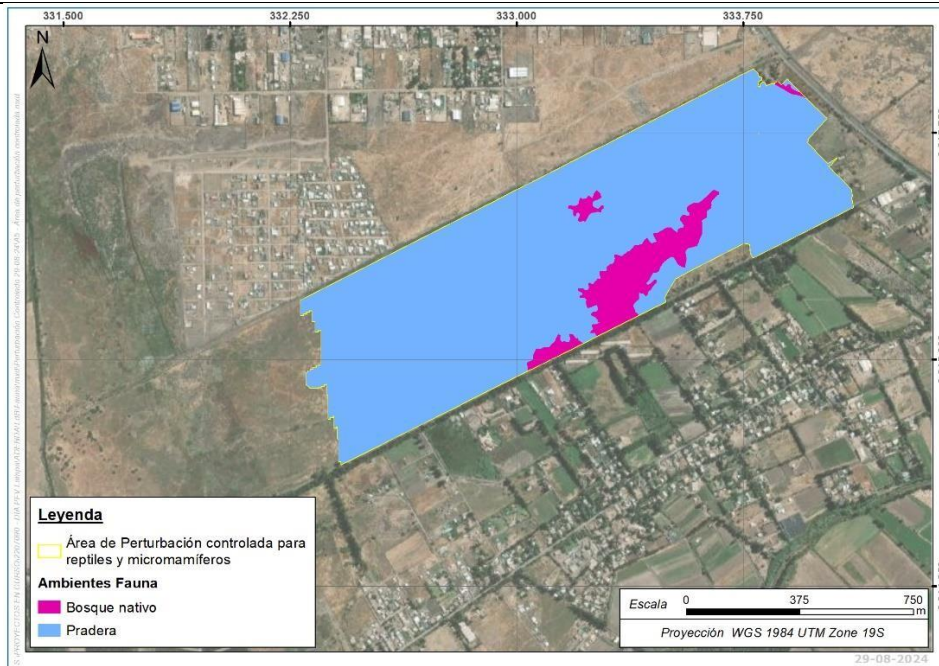 331.500 332.250 333.000 333.750
N
Leyenda
Área de Perturbación controlada para
reptiles y micromamíferos
Ambientes Fauna
Bosque nativo
Pradera
Escala 0 375 750
m
Proyección WGS 1984 UTM Zone 19S
29-08-2024